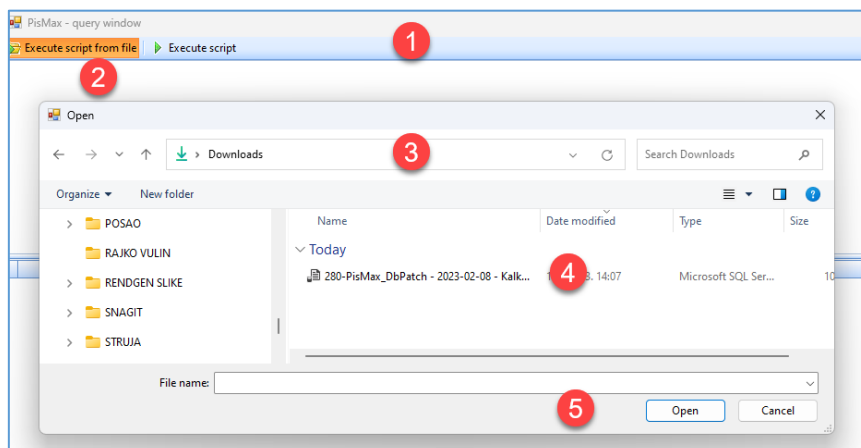 PisMax - query window
Execute script from file Execute script
1
2
Open
Downloads
3
Search Downloads
Organize New folder
Name Date modified Type Size
POSAO
Today
RAJKO VULIN
280-PisMax_DbPatch - 2023-02-08 - Kalk... 14:07 Microsoft SQL Ser... 10
4
RENDGEN SLIKE
SNAGIT
STRUJA
File name:
5
Open Cancel